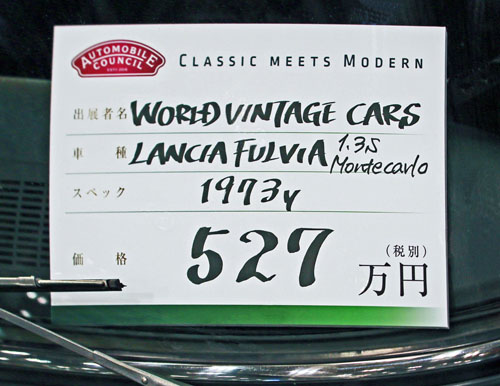 AUTOMOBILE COUNCIL
CLASSIC MEETS MODERN
出展者名 WORLD VINTAGE CARS
車種 LANCIA FULVIA 1.3S Montecarlo
スペック 1973y
価格 527 万円 (税別)